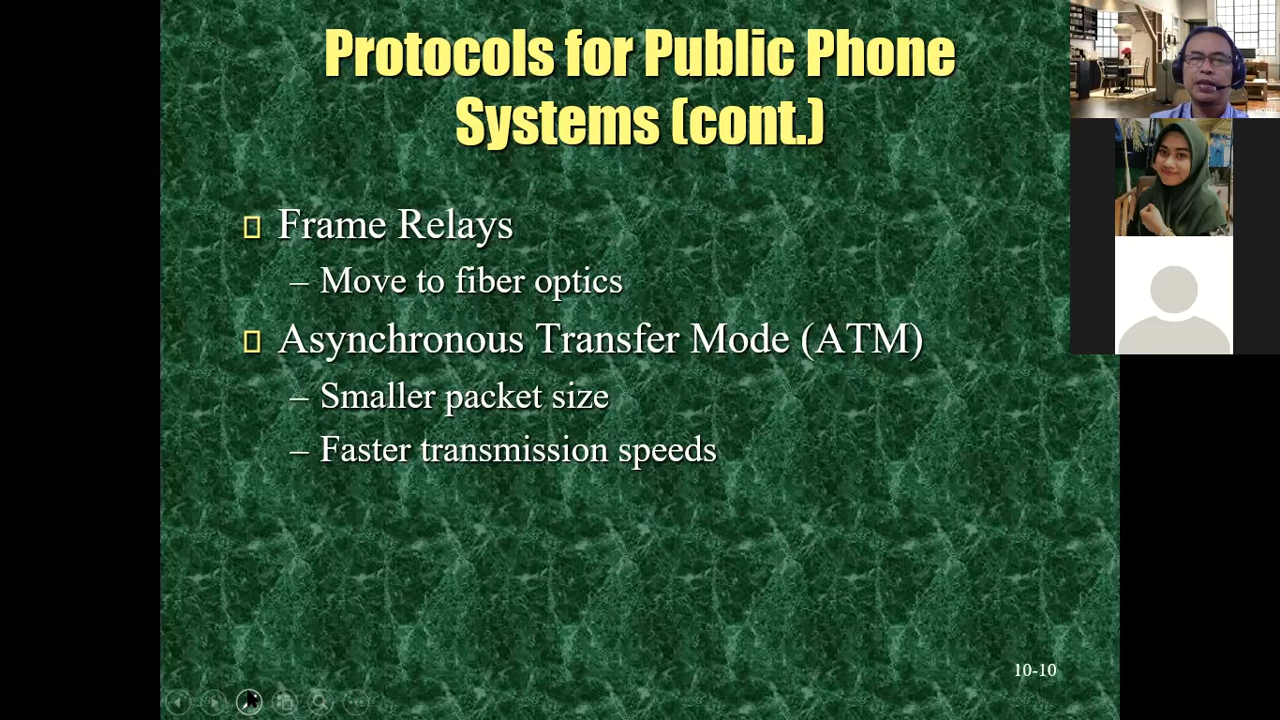 Protocols for Public Phone
Systems (cont.)
Frame Relays
– Move to fiber optics
Asynchronous Transfer Mode (ATM)
– Smaller packet size
– Faster transmission speeds
10-10